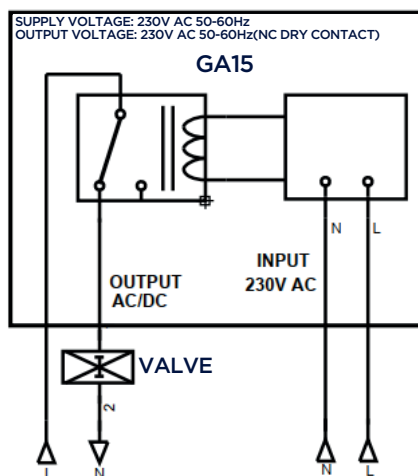 SUPPLY VOLTAGE: 230V AC 50-60Hz
OUTPUT VOLTAGE: 230V AC 50-60Hz(NC DRY CONTACT)
GA15
N L
OUTPUT
AC/DC
INPUT
230V AC
VALVE
2
L N N L